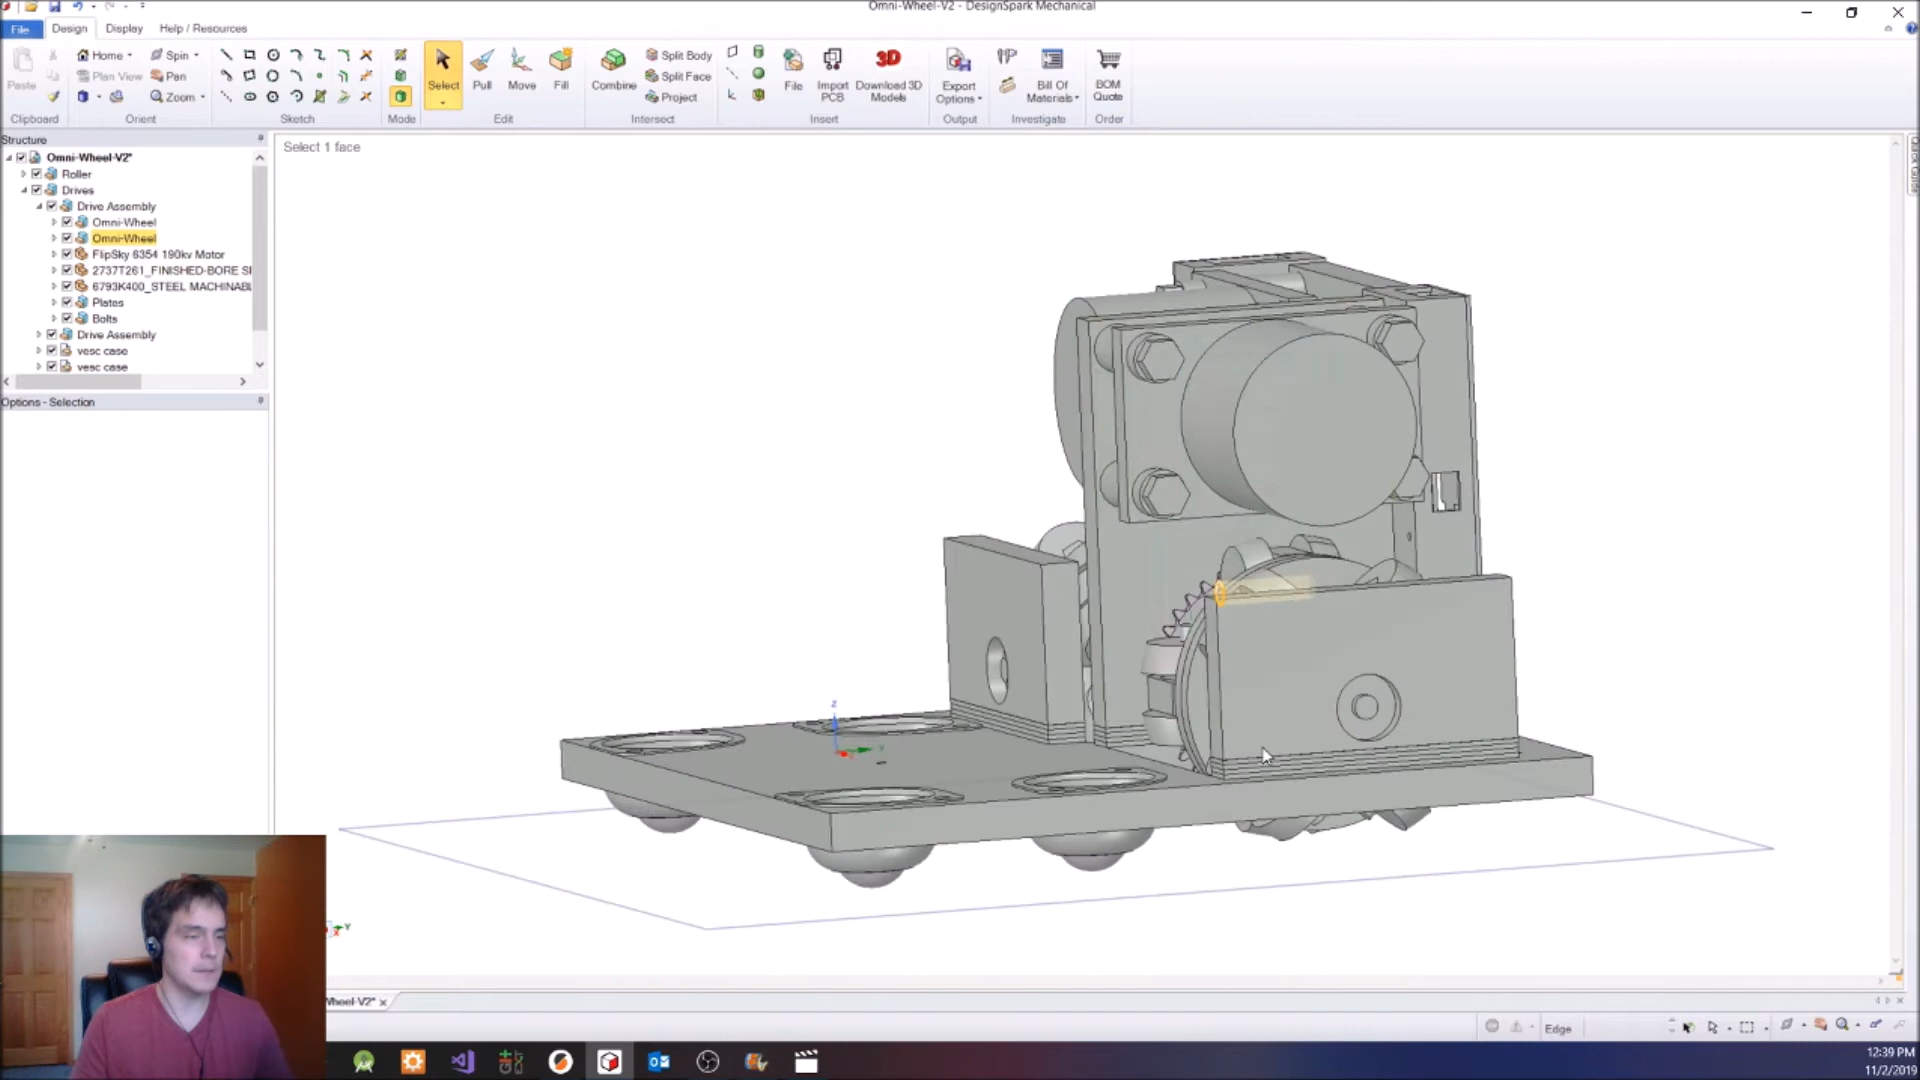 Omni-Wheel-V2 - DesignSpark Mechanical
File
Design
Display
Help / Resources
Paste
Home
Plan View
Spin
Pan
Zoom
Select
Pull
Move
Fill
Combine
Split Body
Split Face
Project
File
Import PCB
Download 3D Models
Export Options
Bill Of Materials
BOM Quote
Clipboard
Orient
Sketch
Mode
Edit
Intersect
Insert
Output
Investigate
Order
Structure
Select 1 face
Omni-Wheel-V2*
Roller
Drives
Drive Assembly
Omni-Wheel
Omni-Wheel
FlipSky 6354 190kv Motor
2737T261_FINISHED-BORE S
6793K400_STEEL MACHINAB
Plates
Bolts
Drive Assembly
vesc case
vesc case
Options - Selection
Quick Guide
Z
Y
Y
Wheel-V2*
Edge
12:39 PM
11/2/2019